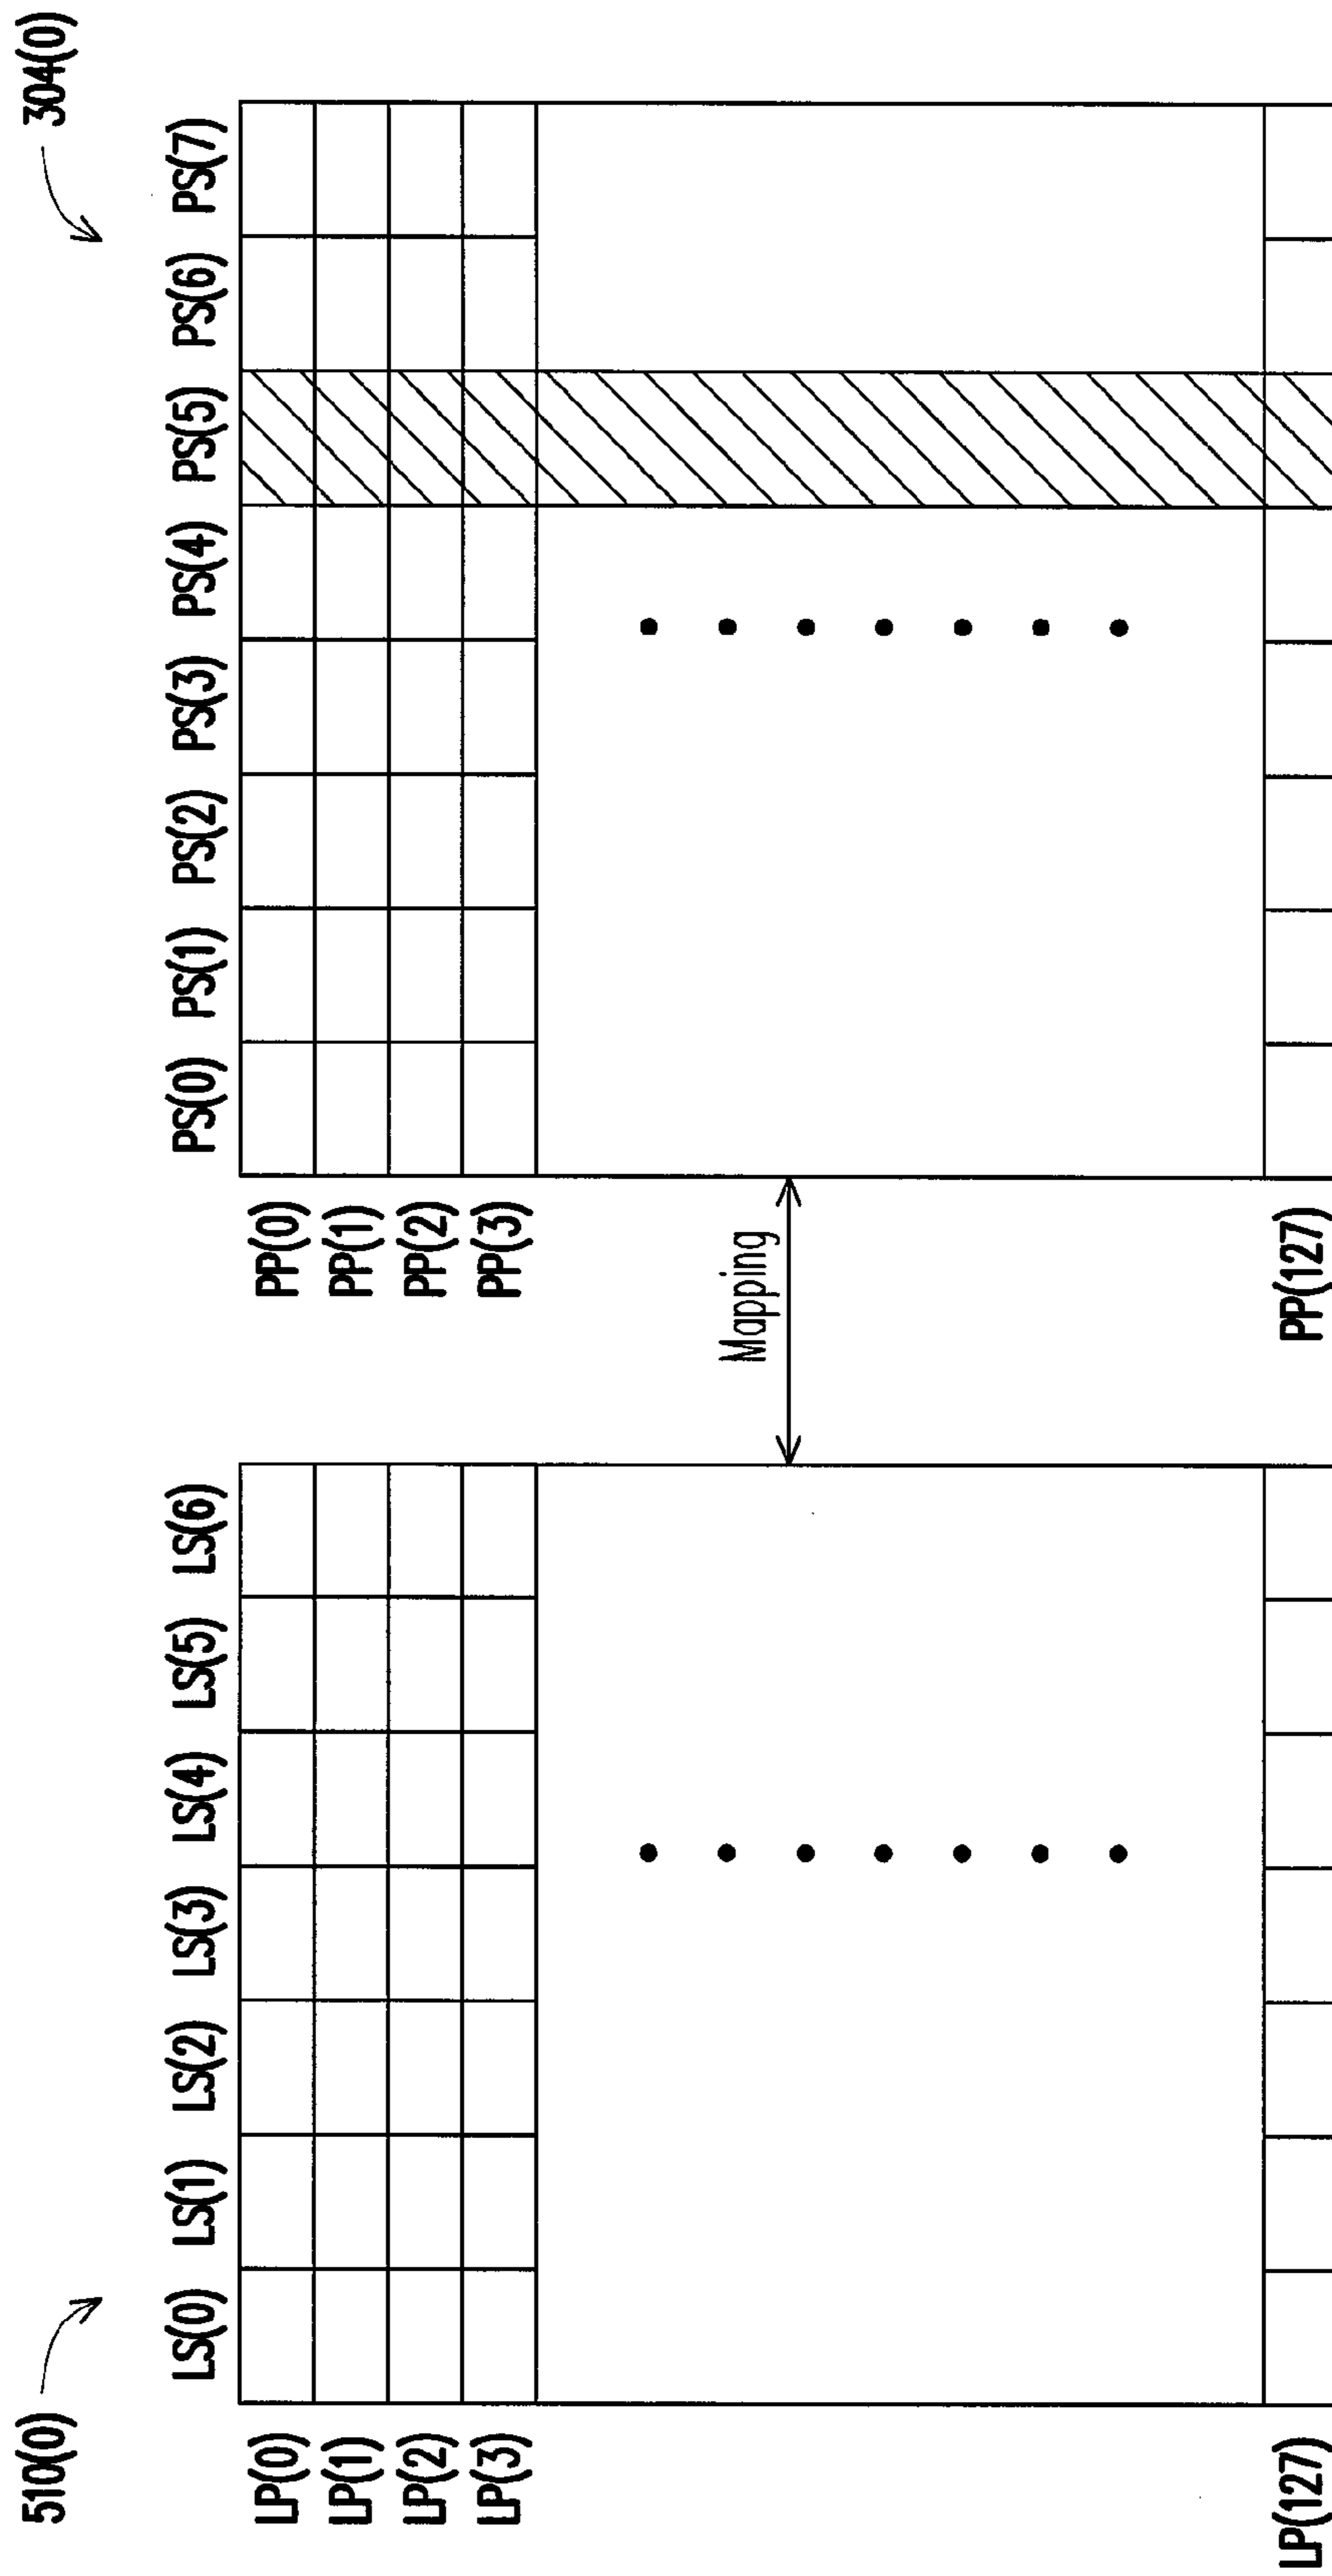 510(0)
304(0)
LS(0) LS(1) LS(2) LS(3) LS(4) LS(5) LS(6)
PS(0) PS(1) PS(2) PS(3) PS(4) PS(5) PS(6) PS(7)
LP(0)
LP(1)
LP(2)
LP(3)
LP(127)
Mapping
PP(0)
PP(1)
PP(2)
PP(3)
PP(127)